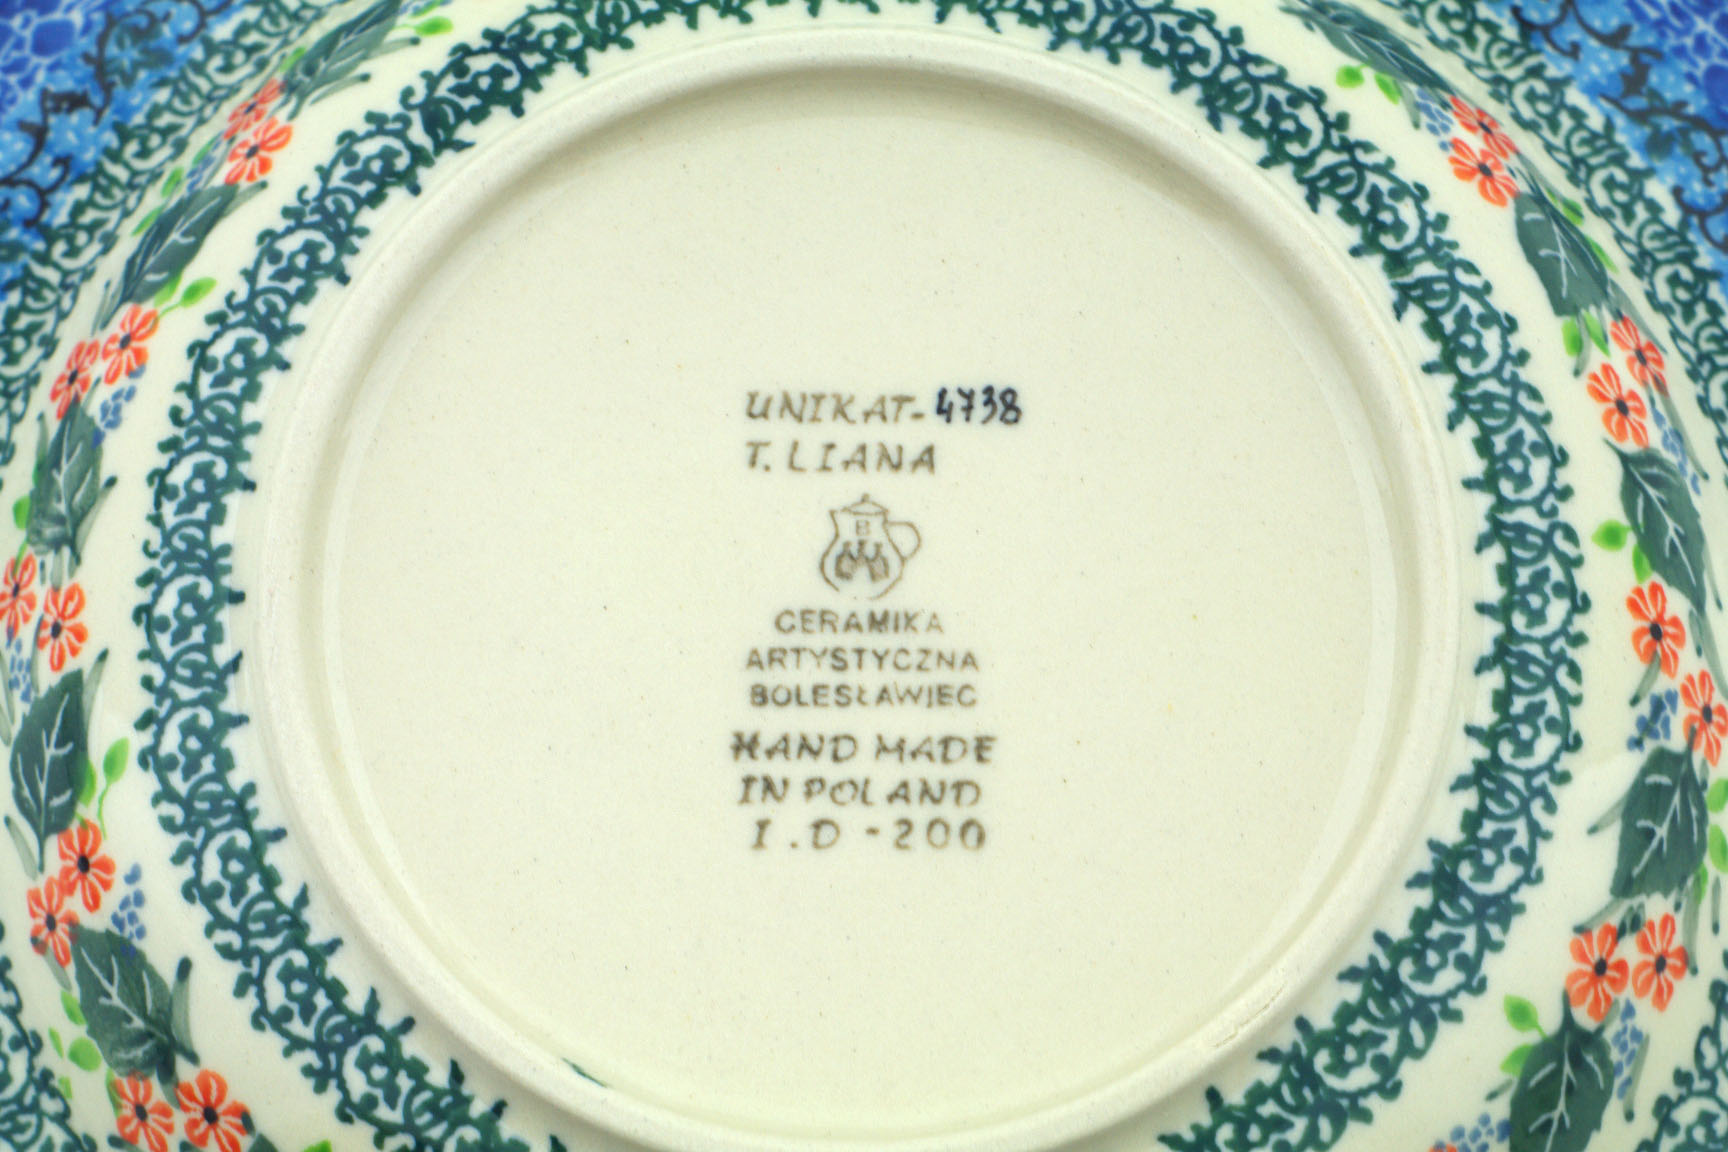 UNIKAT-4738
T. LIANA
B
CERAMIKA
ARTYSTYCZNA
BOLESŁAWIEC
HAND MADE
IN POLAND
I.D-200